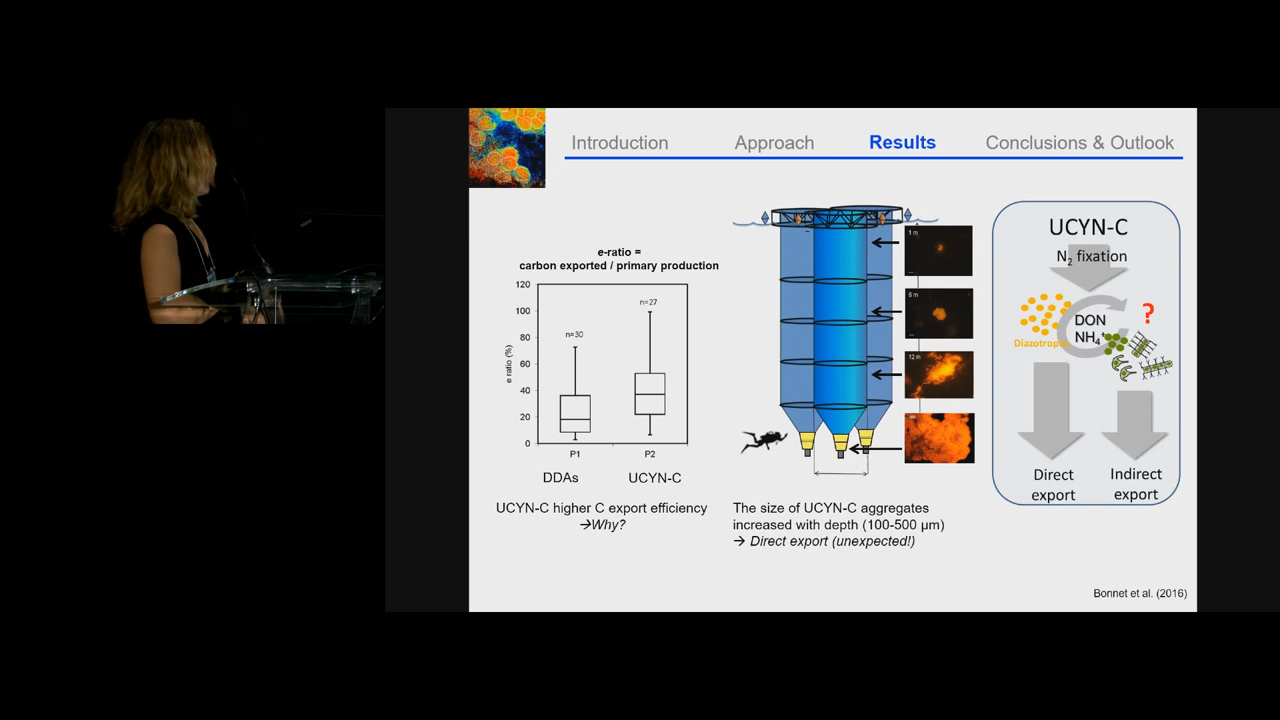 Introduction
Approach
Results
Conclusions & Outlook
e-ratio =
carbon exported / primary production
e ratio (%)
120
100
80
60
40
20
0
n=30
n=27
P1
P2
DDAs
UCYN-C
UCYN-C higher C export efficiency
→Why?
1 m
6 m
12 m
The size of UCYN-C aggregates
increased with depth (100-500 µm)
→ Direct export (unexpected!)
UCYN-C
N₂ fixation
DON
NH₄⁺
?
Direct
export
Indirect
export
Bonnet et al. (2016)